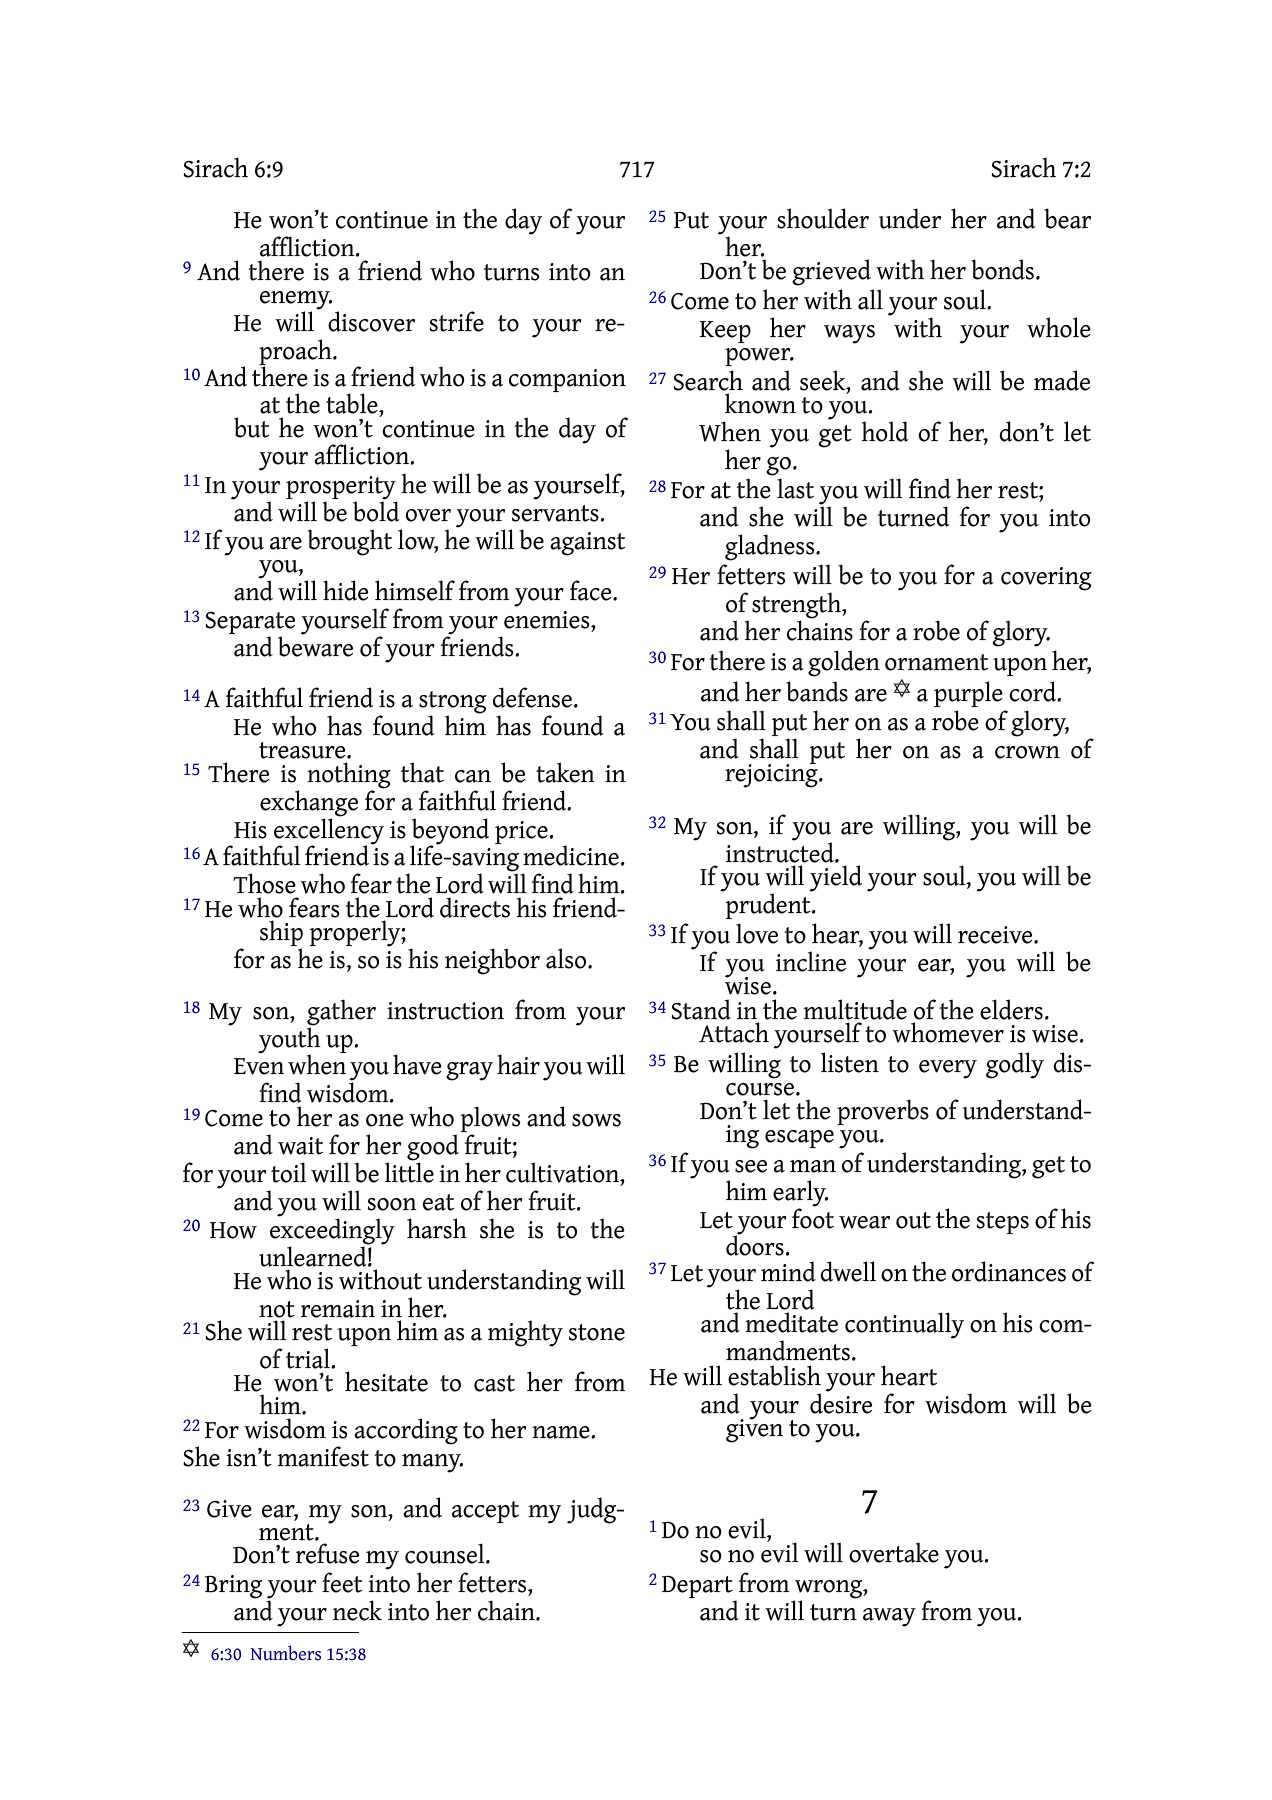 Sirach 6:9 717 Sirach 7:2
He won’t continue in the day of your
affliction.
9 And there is a friend who turns into an
enemy.
He will discover strife to your re-
proach.
10 And there is a friend who is a companion
at the table,
but he won’t continue in the day of
your affliction.
11 In your prosperity he will be as yourself,
and will be bold over your servants.
12 If you are brought low, he will be against
you,
and will hide himself from your face.
13 Separate yourself from your enemies,
and beware of your friends.
14 A faithful friend is a strong defense.
He who has found him has found a
treasure.
15 There is nothing that can be taken in
exchange for a faithful friend.
His excellency is beyond price.
16 A faithful friend is a life-saving medicine.
Those who fear the Lord will find him.
17 He who fears the Lord directs his friend-
ship properly;
for as he is, so is his neighbor also.
18 My son, gather instruction from your
youth up.
Even when you have gray hair you will
find wisdom.
19 Come to her as one who plows and sows
and wait for her good fruit;
for your toil will be little in her cultivation,
and you will soon eat of her fruit.
20 How exceedingly harsh she is to the
unlearned!
He who is without understanding will
not remain in her.
21 She will rest upon him as a mighty stone
of trial.
He won’t hesitate to cast her from
him.
22 For wisdom is according to her name.
She isn’t manifest to many.
23 Give ear, my son, and accept my judg-
ment.
Don’t refuse my counsel.
24 Bring your feet into her fetters,
and your neck into her chain.
25 Put your shoulder under her and bear
her.
Don’t be grieved with her bonds.
26 Come to her with all your soul.
Keep her ways with your whole
power.
27 Search and seek, and she will be made
known to you.
When you get hold of her, don’t let
her go.
28 For at the last you will find her rest;
and she will be turned for you into
gladness.
29 Her fetters will be to you for a covering
of strength,
and her chains for a robe of glory.
30 For there is a golden ornament upon her,
and her bands are ✡ a purple cord.
31 You shall put her on as a robe of glory,
and shall put her on as a crown of
rejoicing.
32 My son, if you are willing, you will be
instructed.
If you will yield your soul, you will be
prudent.
33 If you love to hear, you will receive.
If you incline your ear, you will be
wise.
34 Stand in the multitude of the elders.
Attach yourself to whomever is wise.
35 Be willing to listen to every godly dis-
course.
Don’t let the proverbs of understand-
ing escape you.
36 If you see a man of understanding, get to
him early.
Let your foot wear out the steps of his
doors.
37 Let your mind dwell on the ordinances of
the Lord
and meditate continually on his com-
mandments.
He will establish your heart
and your desire for wisdom will be
given to you.
7
1 Do no evil,
so no evil will overtake you.
2 Depart from wrong,
and it will turn away from you.
✡ 6:30 Numbers 15:38